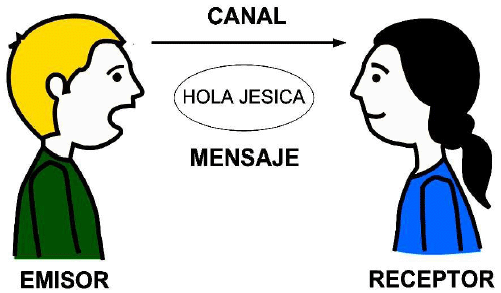 CANAL
HOLA JESICA
MENSAJE
EMISOR
RECEPTOR